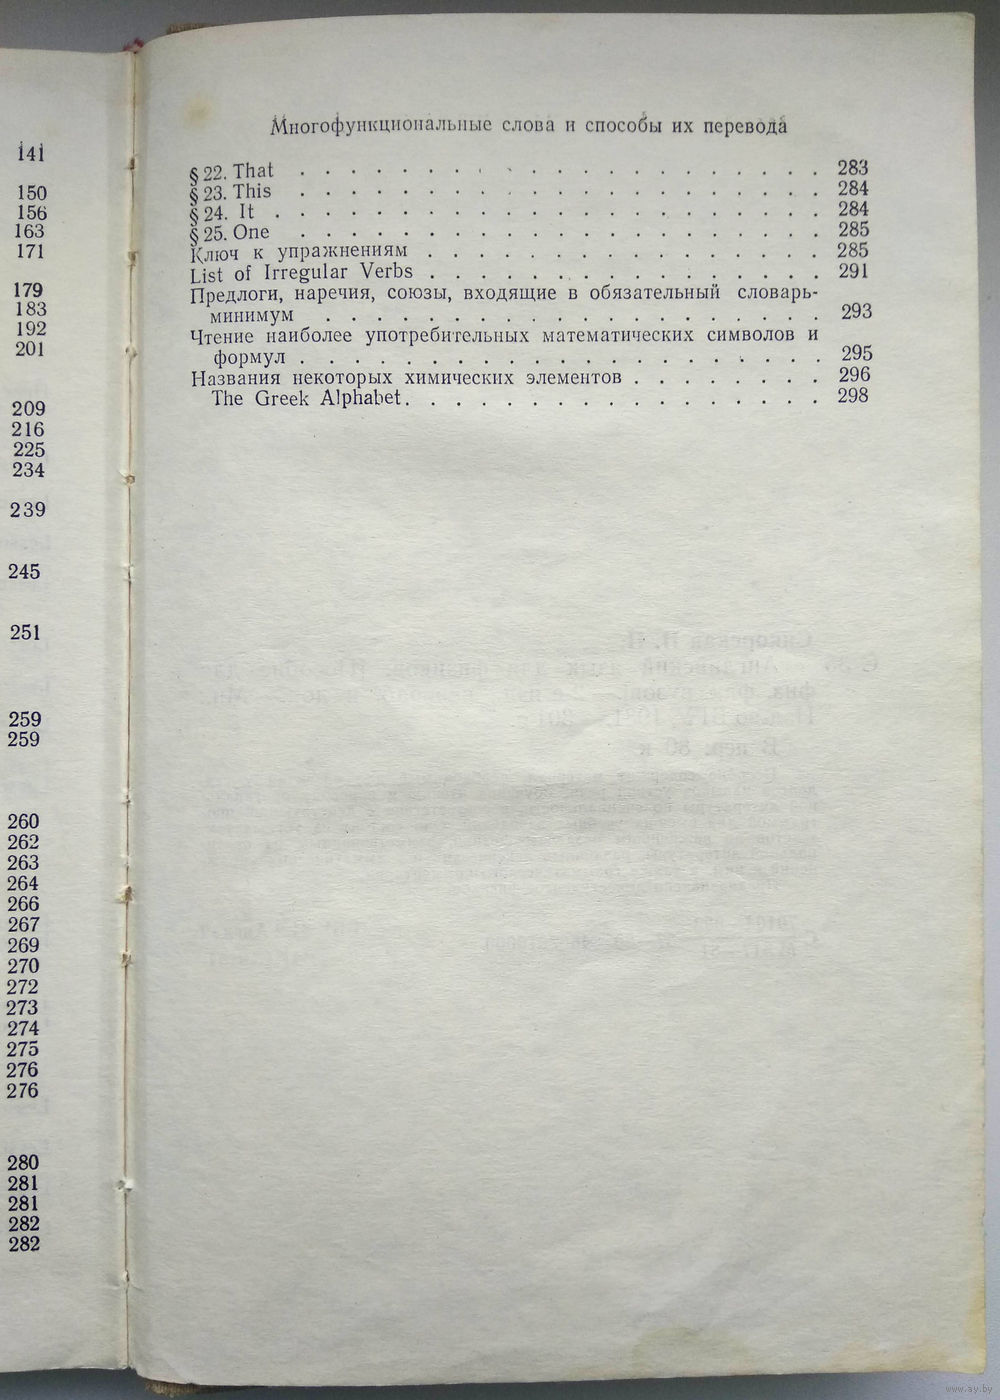 141
150
156
163
171
179
183
192
201
209
216
225
234
239
245
251
259
259
260
262
263
264
266
267
269
270
272
273
274
275
276
276
280
281
281
282
282
Многофункциональные слова и способы их перевода
§ 22. That . . . . . . . . . . . . . . . . . . . . . 283
§ 23. This . . . . . . . . . . . . . . . . . . . . . 284
§ 24. It . . . . . . . . . . . . . . . . . . . . . . 284
§ 25. One . . . . . . . . . . . . . . . . . . . . . 285
Ключ к упражнениям . . . . . . . . . . . . . . . . 285
List of Irregular Verbs . . . . . . . . . . . . . . . . 291
Предлоги, наречия, союзы, входящие в обязательный словарь-
минимум . . . . . . . . . . . . . . . . . . . . 293
Чтение наиболее употребительных математических символов и
формул . . . . . . . . . . . . . . . . . . . . . 295
Названия некоторых химических элементов . . . . . . . . 296
The Greek Alphabet . . . . . . . . . . . . . . . . . 298
www.ay.by